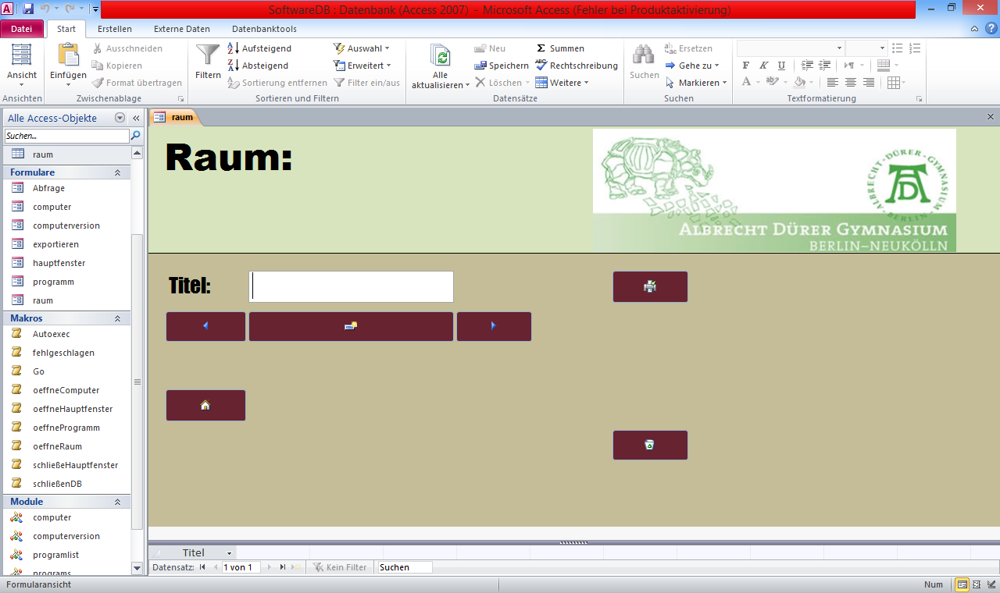 SoftwareDB : Datenbank (Access 2007) - Microsoft Access (Fehler bei Produktaktivierung)
Datei Start Erstellen Externe Daten Datenbanktools
Ansicht
Ansichten
Einfügen
Ausschneiden
Kopieren
Format übertragen
Zwischenablage
Filtern
Aufsteigend
Absteigend
Sortierung entfernen
Auswahl
Erweitert
Filter ein/aus
Sortieren und Filtern
Alle
aktualisieren
Neu
Speichern
Löschen
Summen
Rechtschreibung
Weitere
Datensätze
Suchen
Ersetzen
Gehe zu
Markieren
Suchen
F K U
A
Textformatierung
Alle Access-Objekte
Suchen...
raum
Formulare
Abfrage
computer
computerversion
exportieren
hauptfenster
programm
raum
Makros
Autoexec
fehlgeschlagen
Go
oeffneComputer
oeffneHauptfenster
oeffneProgramm
oeffneRaum
schließeHauptfenster
schließenDB
Module
computer
computerversion
programlist
programs
raum
Raum:
ALBRECHT·DÜRER·GYMNASIUM
·BERLIN·
AD
ALBRECHT DÜRER GYMNASIUM
BERLIN–NEUKÖLLN
Titel:
Titel
Datensatz: 1 von 1 Kein Filter Suchen
Formularansicht
Num